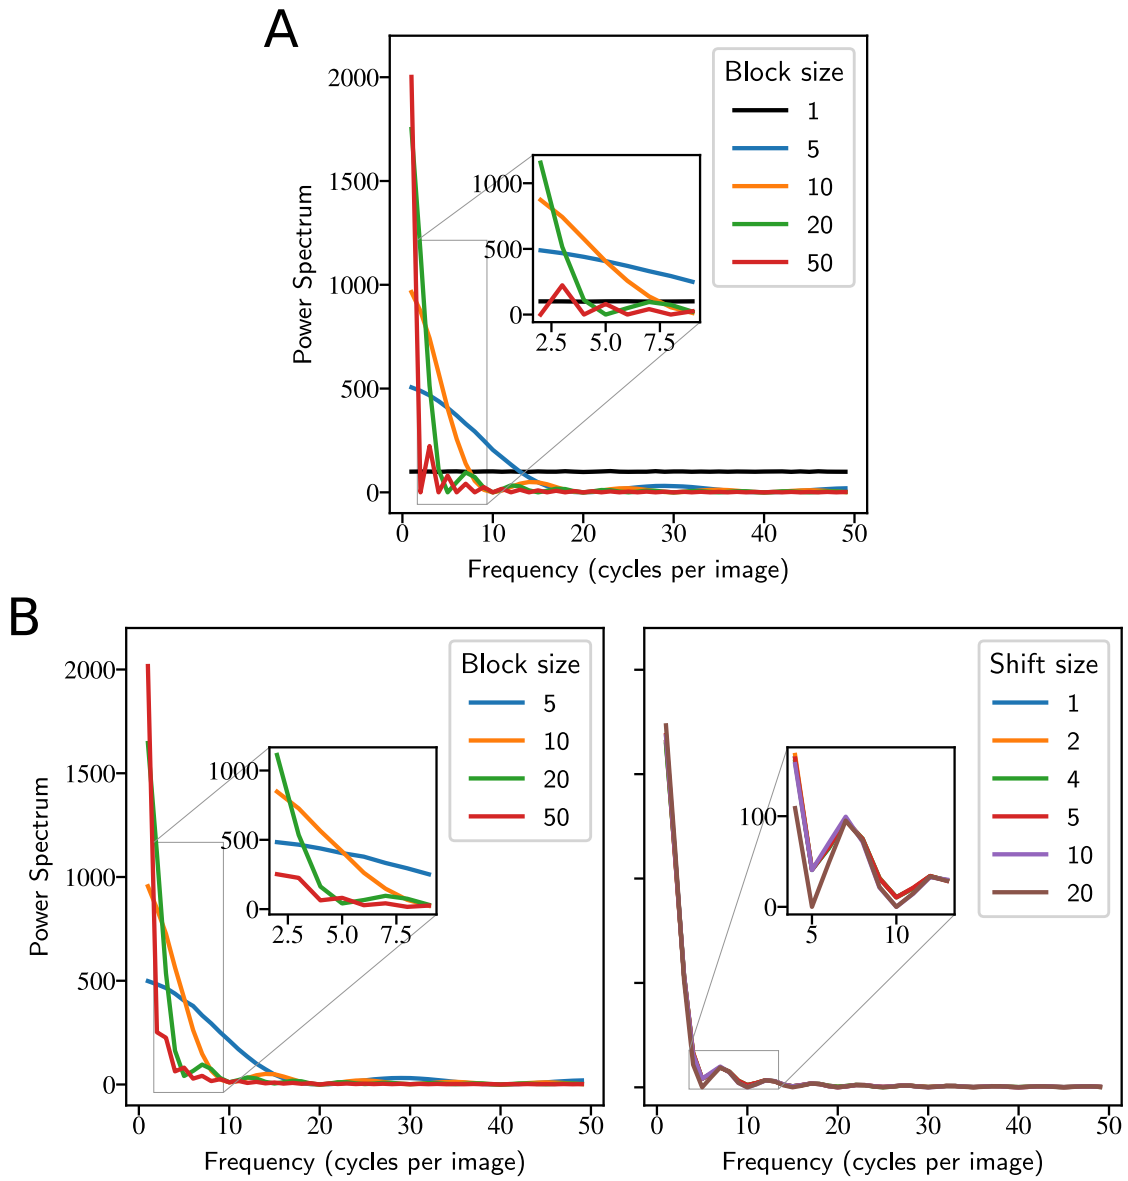 A
Block size
1
5
10
20
50
2000
1500
1000
500
0
1000
500
0
2.5 5.0 7.5
0 10 20 30 40 50
Power Spectrum
Frequency (cycles per image)
B
Block size
5
10
20
50
2000
1500
1000
500
0
1000
500
0
2.5 5.0 7.5
0 10 20 30 40 50
Power Spectrum
Frequency (cycles per image)
Shift size
1
2
4
5
10
20
100
0
5 10
0 10 20 30 40 50
Frequency (cycles per image)